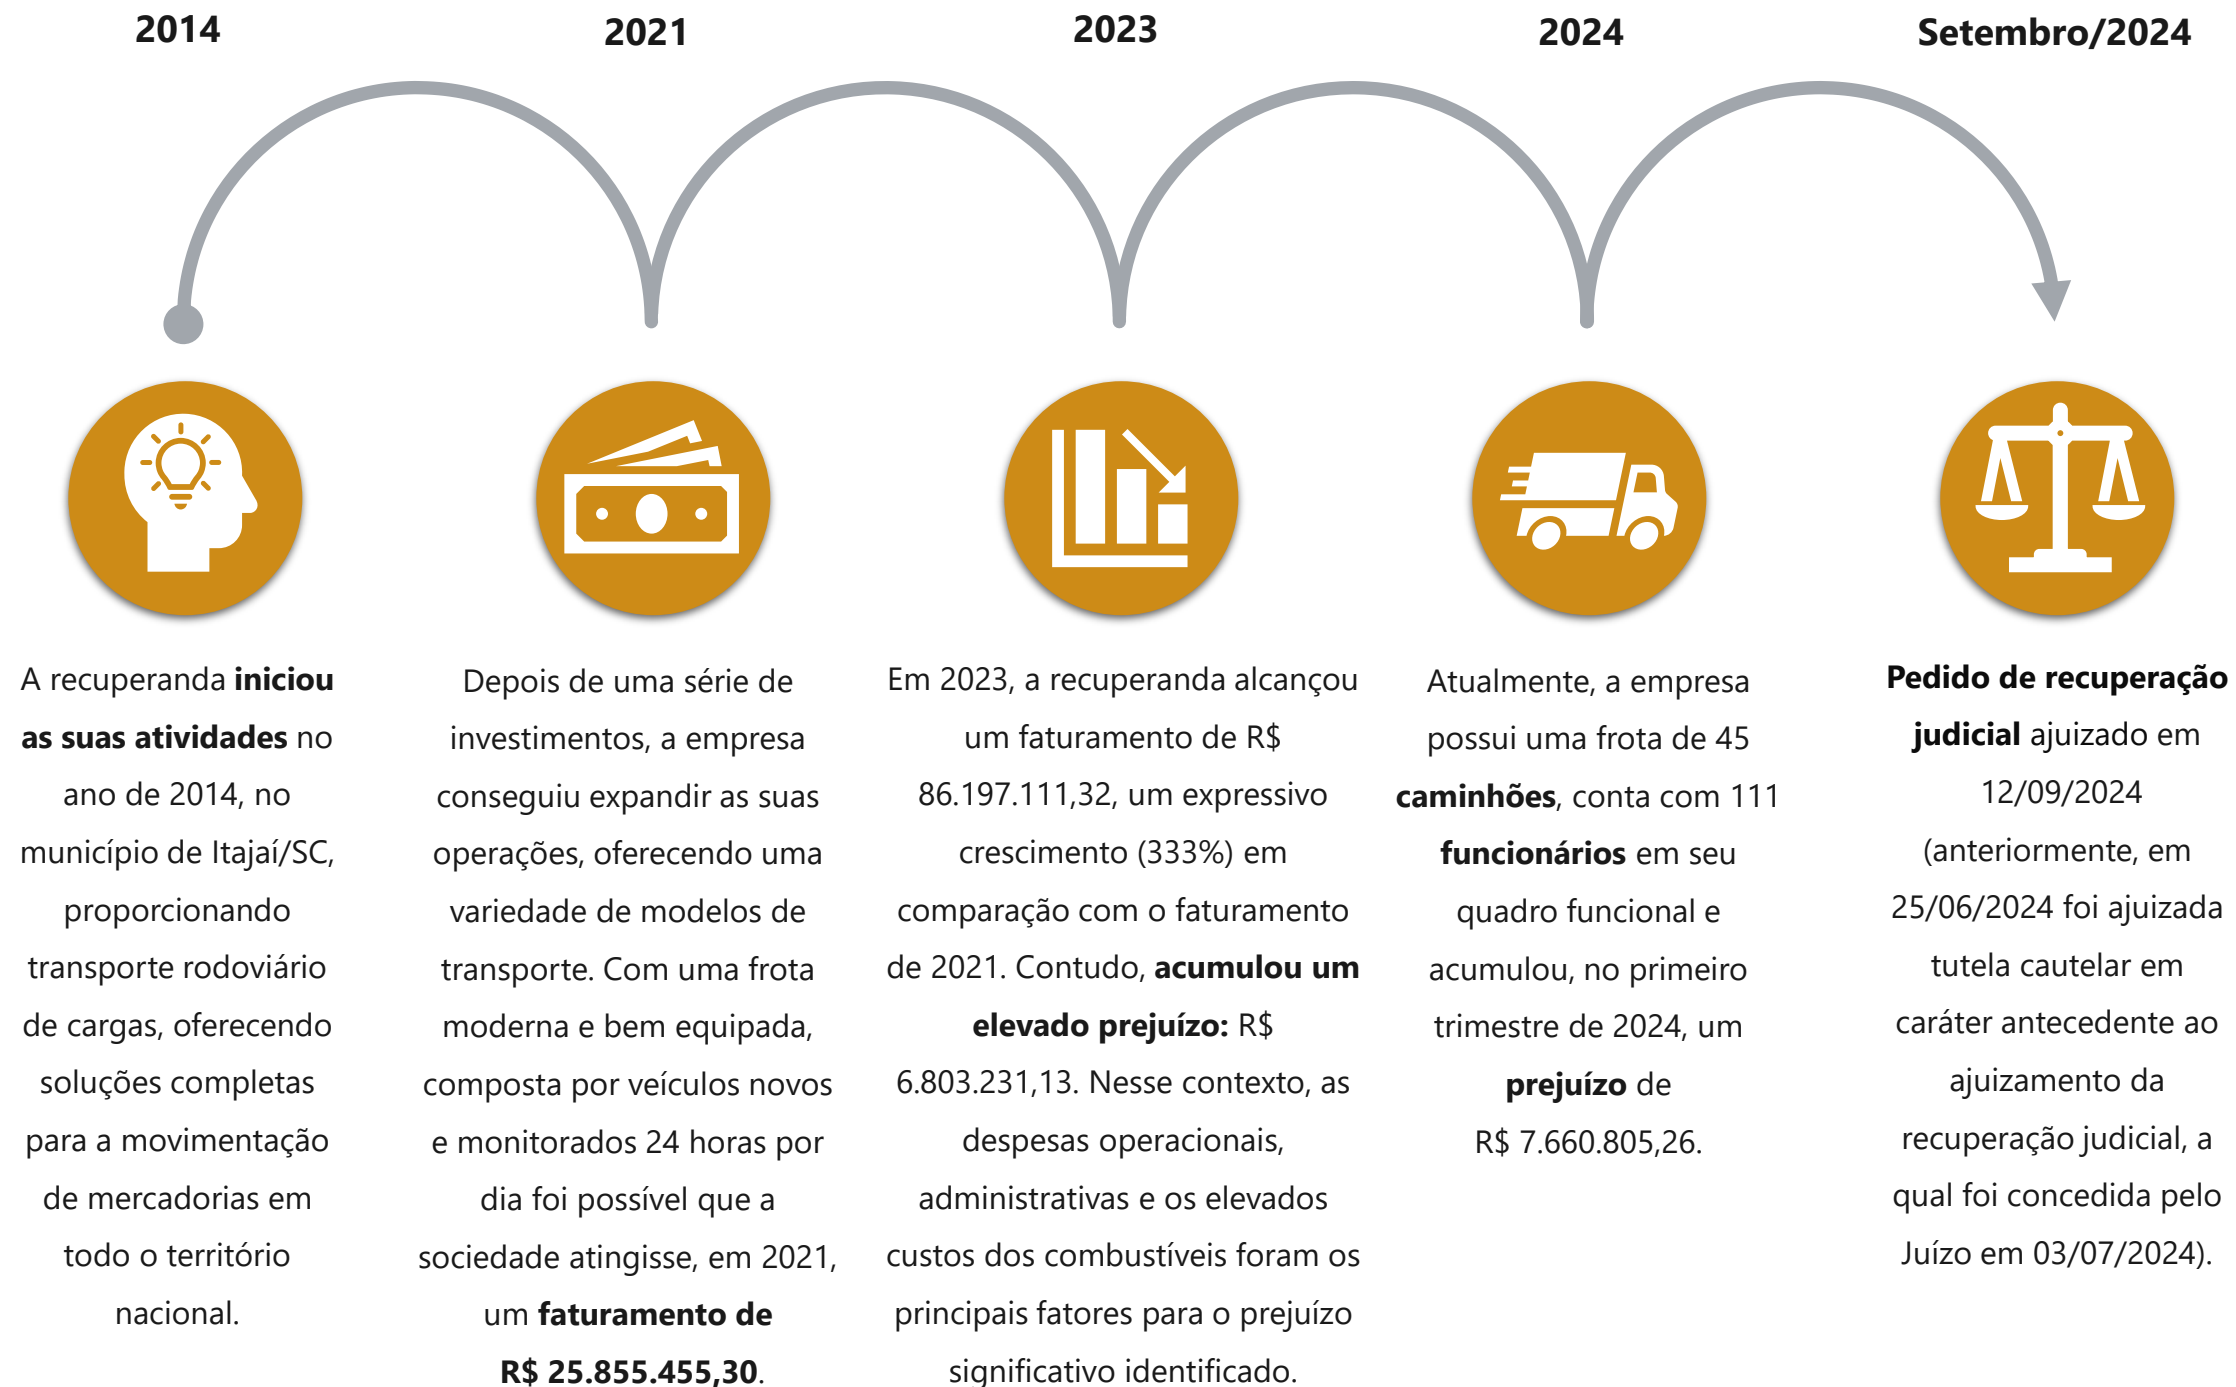 2014
A recuperanda iniciou
as suas atividades no
ano de 2014, no
município de Itajaí/SC,
proporcionando
transporte rodoviário
de cargas, oferecendo
soluções completas
para a movimentação
de mercadorias em
todo o território
nacional.
2021
Depois de uma série de
investimentos, a empresa
conseguiu expandir as suas
operações, oferecendo uma
variedade de modelos de
transporte. Com uma frota
moderna e bem equipada,
composta por veículos novos
e monitorados 24 horas por
dia foi possível que a
sociedade atingisse, em 2021,
um faturamento de
R$ 25.855.455,30.
2023
Em 2023, a recuperanda alcançou
um faturamento de R$
86.197.111,32, um expressivo
crescimento (333%) em
comparação com o faturamento
de 2021. Contudo, acumulou um
elevado prejuízo: R$
6.803.231,13. Nesse contexto, as
despesas operacionais,
administrativas e os elevados
custos dos combustíveis foram os
principais fatores para o prejuízo
significativo identificado.
2024
Atualmente, a empresa
possui uma frota de 45
caminhões, conta com 111
funcionários em seu
quadro funcional e
acumulou, no primeiro
trimestre de 2024, um
prejuízo de
R$ 7.660.805,26.
Setembro/2024
Pedido de recuperação
judicial ajuizado em
12/09/2024
(anteriormente, em
25/06/2024 foi ajuizada
tutela cautelar em
caráter antecedente ao
ajuizamento da
recuperação judicial, a
qual foi concedida pelo
Juízo em 03/07/2024).